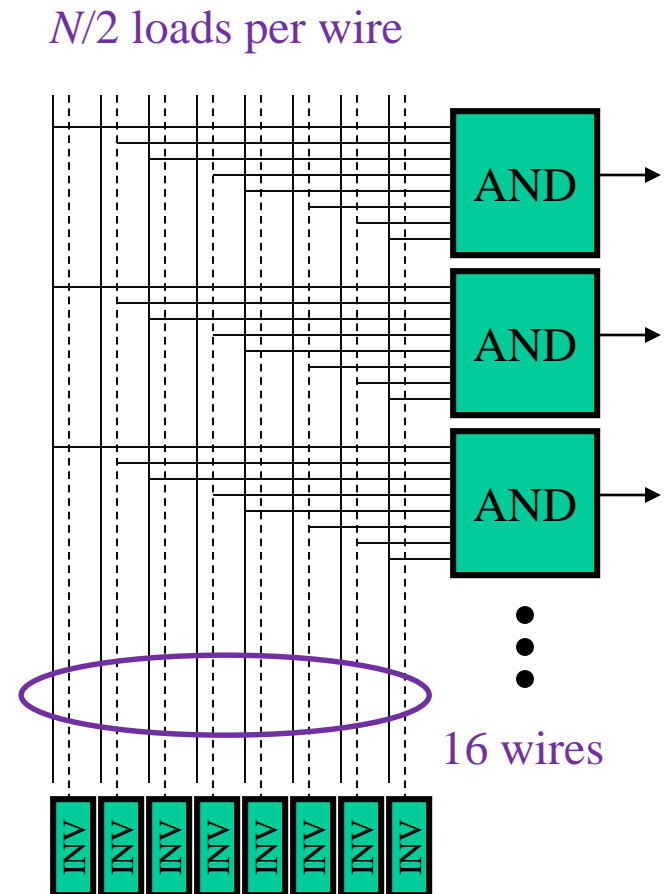 N/2 loads per wire
AND
AND
AND
16 wires
INV INV INV INV INV INV INV INV